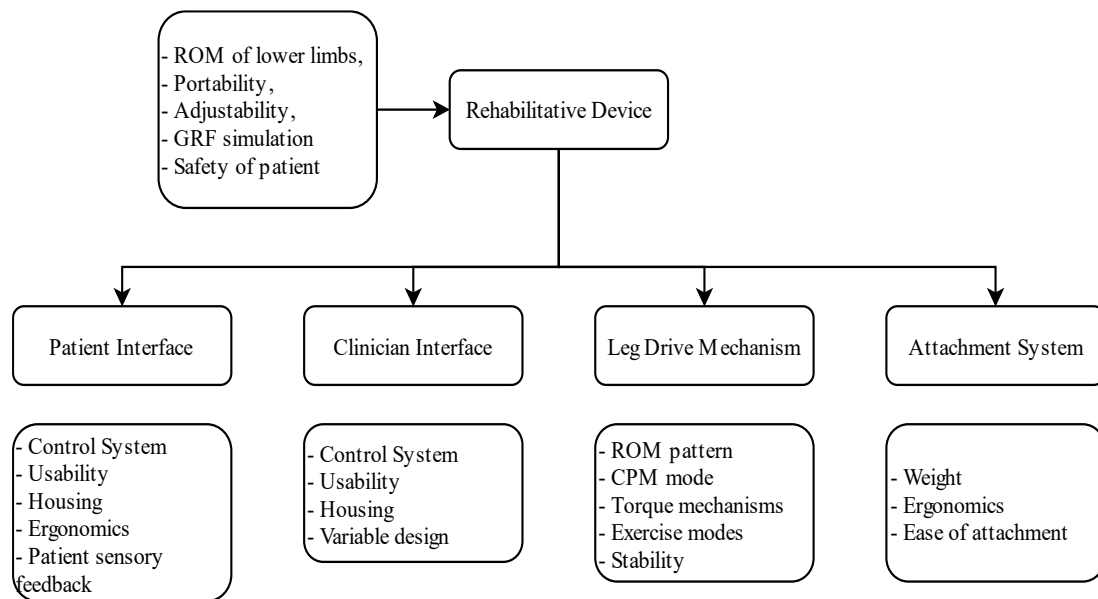 - ROM of lower limbs,
- Portability,
- Adjustability,
- GRF simulation
- Safety of patient
Rehabilitative Device
Patient Interface
Clinician Interface
Leg Drive Mechanism
Attachment System
- Control System
- Usability
- Housing
- Ergonomics
- Patient sensory
feedback
- Control System
- Usability
- Housing
- Variable design
- ROM pattern
- CPM mode
- Torque mechanisms
- Exercise modes
- Stability
- Weight
- Ergonomics
- Ease of attachment